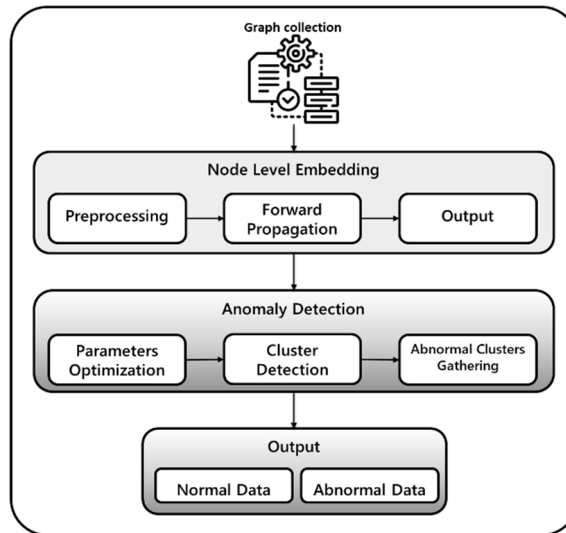 Graph collection
Node Level Embedding
Preprocessing
Forward
Propagation
Output
Anomaly Detection
Parameters
Optimization
Cluster
Detection
Abnormal Clusters
Gathering
Output
Normal Data
Abnormal Data